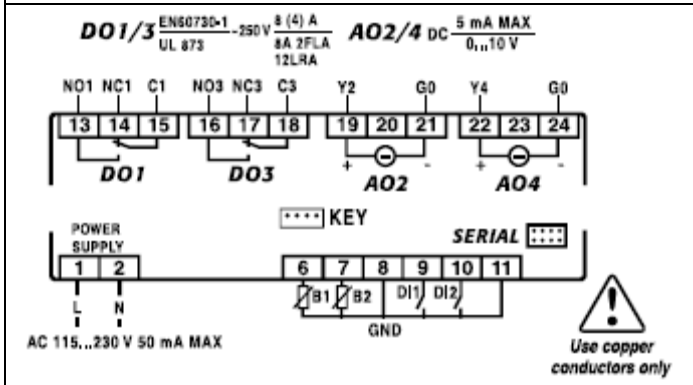 DO1/3 EN60730-1 UL 873 ~250V 8 (4) A 8A 2FLA 12LRA AO2/4 DC 5 mA MAX 0...10 V
NO1 NC1 C1 NO3 NC3 C3 Y2 G0 Y4 G0
13 14 15 16 17 18 19 20 21 22 23 24
+ - + -
DO1 DO3 AO2 AO4
KEY
POWER SUPPLY
SERIAL
1 2 6 7 8 9 10 11
B1 B2 DI1 DI2
L N
GND
AC 115...230 V 50 mA MAX
!
Use copper
conductors only